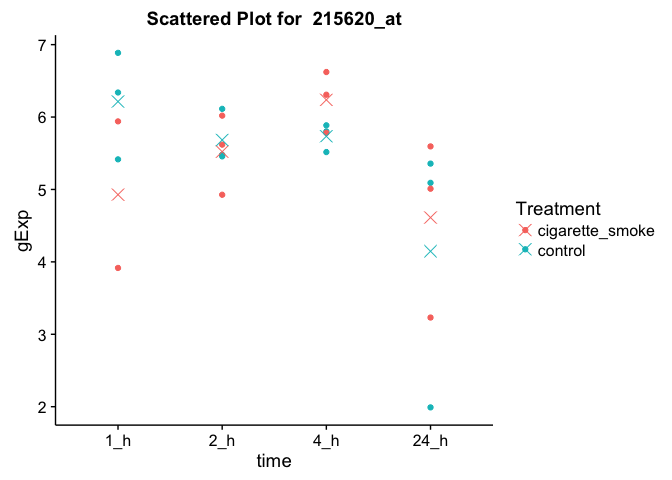 Scattered Plot for  215620_at
7
6
5
4
3
2
gExp
1_h
2_h
4_h
24_h
time
Treatment
cigarette_smoke
control